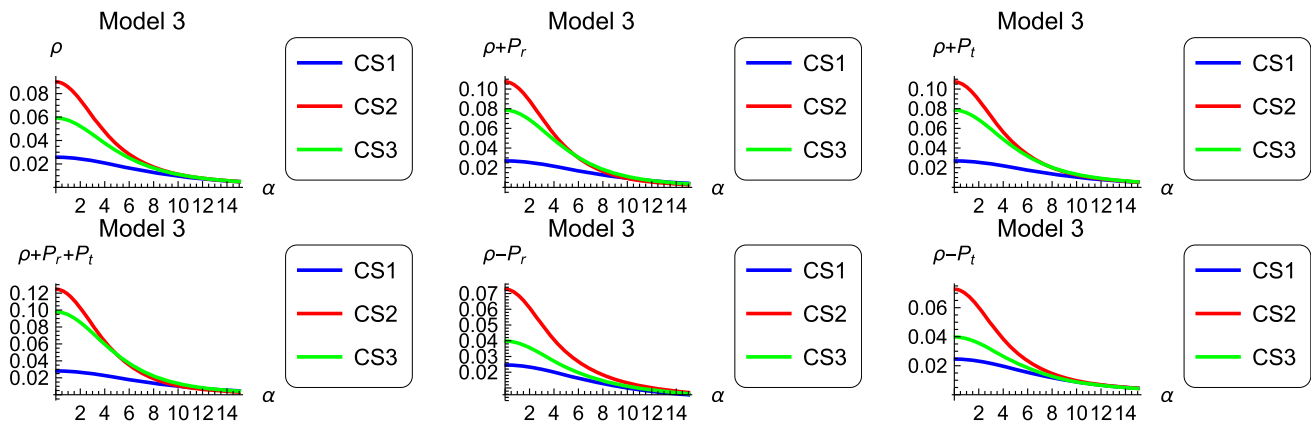 Model 3
ρ
0.08
0.06
0.04
0.02
2 4 6 8 10 12 14
α
CS1
CS2
CS3
Model 3
ρ+P_r
0.10
0.08
0.06
0.04
0.02
2 4 6 8 10 12 14
α
CS1
CS2
CS3
Model 3
ρ+P_t
0.10
0.08
0.06
0.04
0.02
2 4 6 8 10 12 14
α
CS1
CS2
CS3
Model 3
ρ+P_r+P_t
0.12
0.10
0.08
0.06
0.04
0.02
2 4 6 8 10 12 14
α
CS1
CS2
CS3
Model 3
ρ−P_r
0.07
0.06
0.05
0.04
0.03
0.02
2 4 6 8 10 12 14
α
CS1
CS2
CS3
Model 3
ρ−P_t
0.06
0.04
0.02
2 4 6 8 10 12 14
α
CS1
CS2
CS3